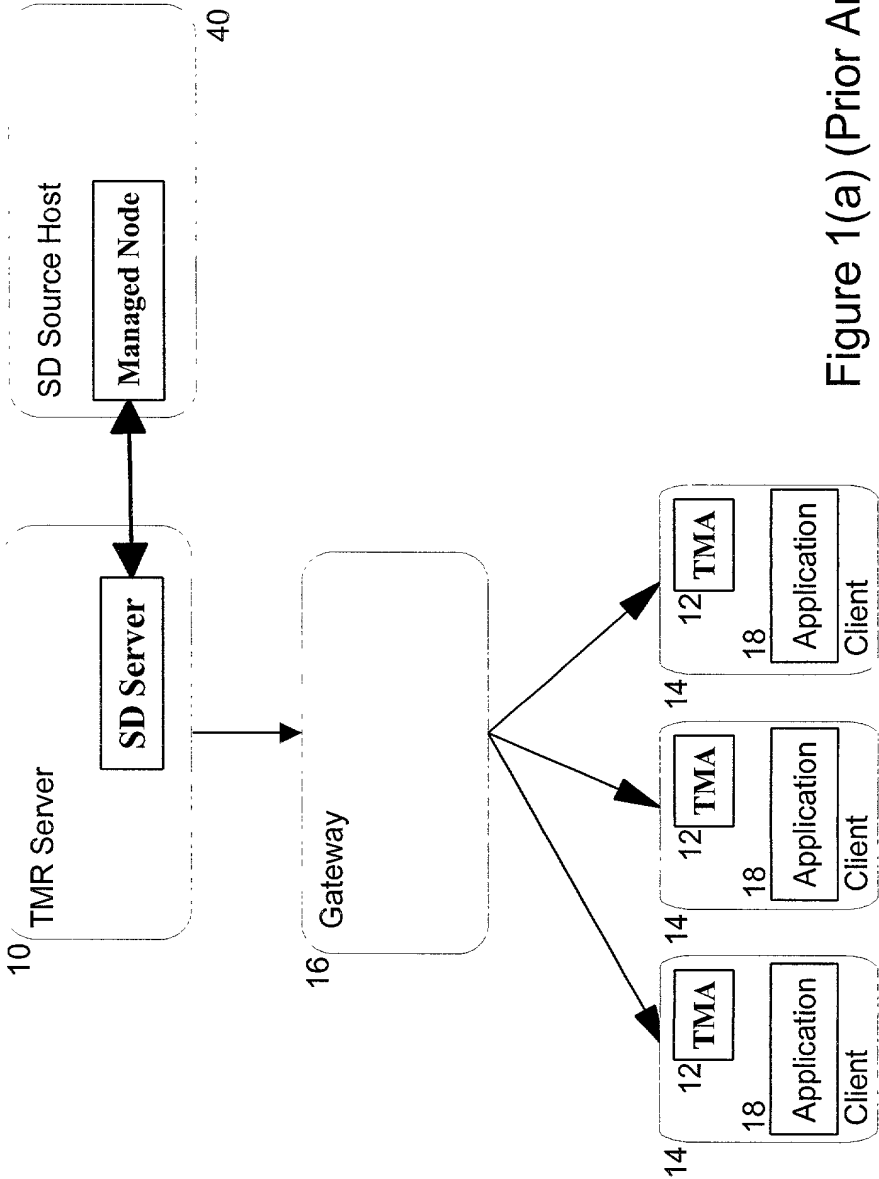 10
TMR Server
SD Server
SD Source Host
Managed Node
40
16
Gateway
14
12
TMA
18
Application
Client
14
12
TMA
18
Application
Client
14
12
TMA
18
Application
Client
Figure 1(a) (Prior Ar